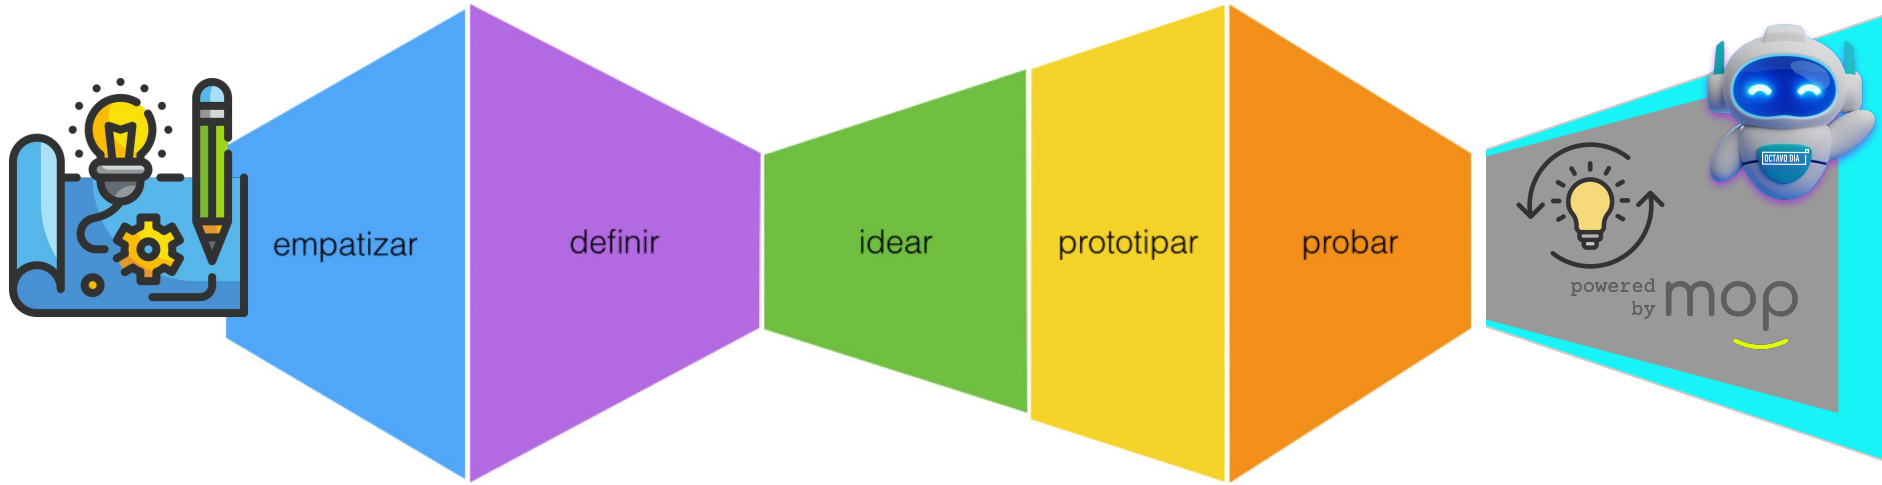 empatizar
definir
idear
prototipar
probar
OCTAVO DIA
powered
by mop